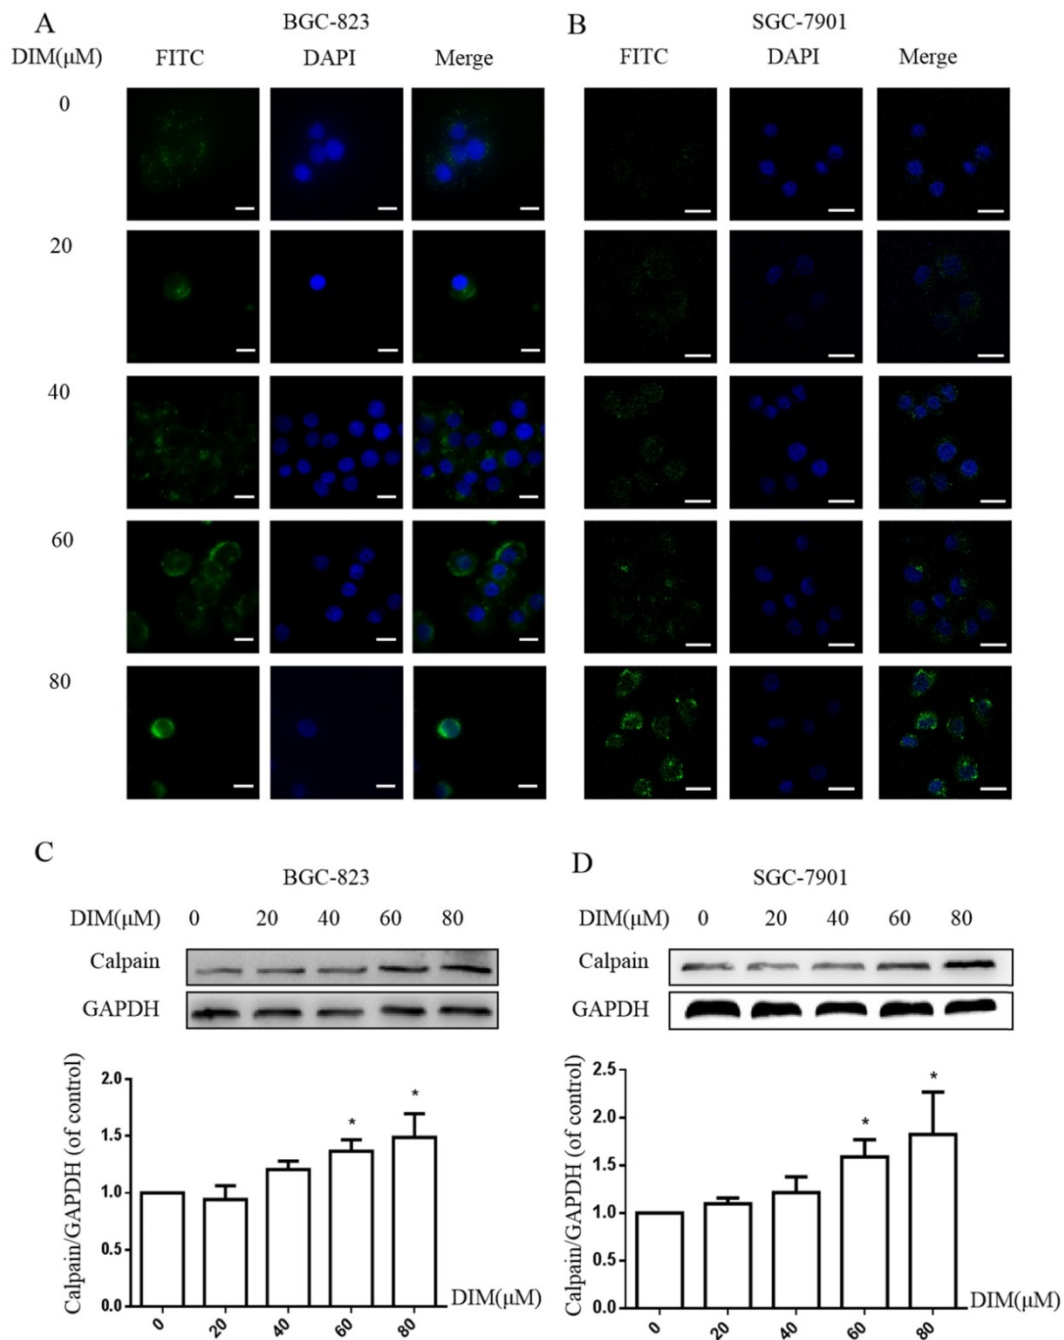 A BGC-823 B SGC-7901
DIM(μM) FITC DAPI Merge FITC DAPI Merge
0
20
40
60
80
C D
BGC-823 SGC-7901
DIM(μM) 0 20 40 60 80 DIM(μM) 0 20 40 60 80
Calpain Calpain
GAPDH GAPDH
Calpain/GAPDH (of control)
2.0
1.5
1.0
0.5
0.0
* *
0 20 40 60 80 DIM(μM)
Calpain/GAPDH (of control)
2.5
2.0
1.5
1.0
0.5
0.0
* *
0 20 40 60 80 DIM(μM)